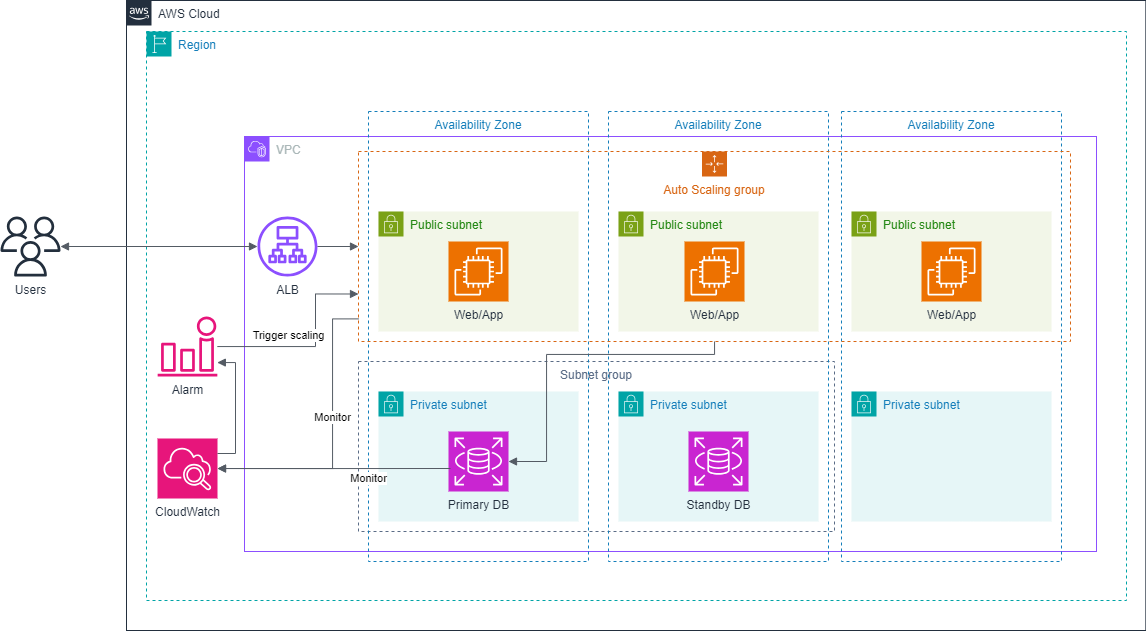 aws
AWS Cloud
Region
Availability Zone
Availability Zone
Availability Zone
VPC
Auto Scaling group
Public subnet
Public subnet
Public subnet
Users
ALB
Web/App
Web/App
Web/App
Trigger scaling
Alarm
Subnet group
Private subnet
Private subnet
Private subnet
Monitor
Monitor
Primary DB
Standby DB
CloudWatch